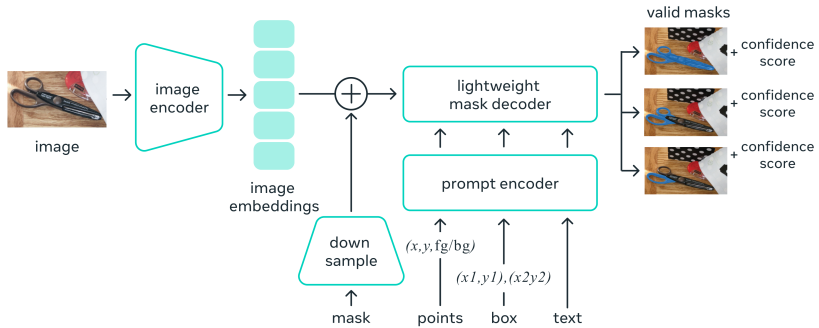 valid masks
+ confidence
score
image
encoder
lightweight
mask decoder
+ confidence
score
image
prompt encoder
+ confidence
score
image
embeddings
down
sample
(x,y,fg/bg)
(x1,y1),(x2y2)
mask
points
box
text